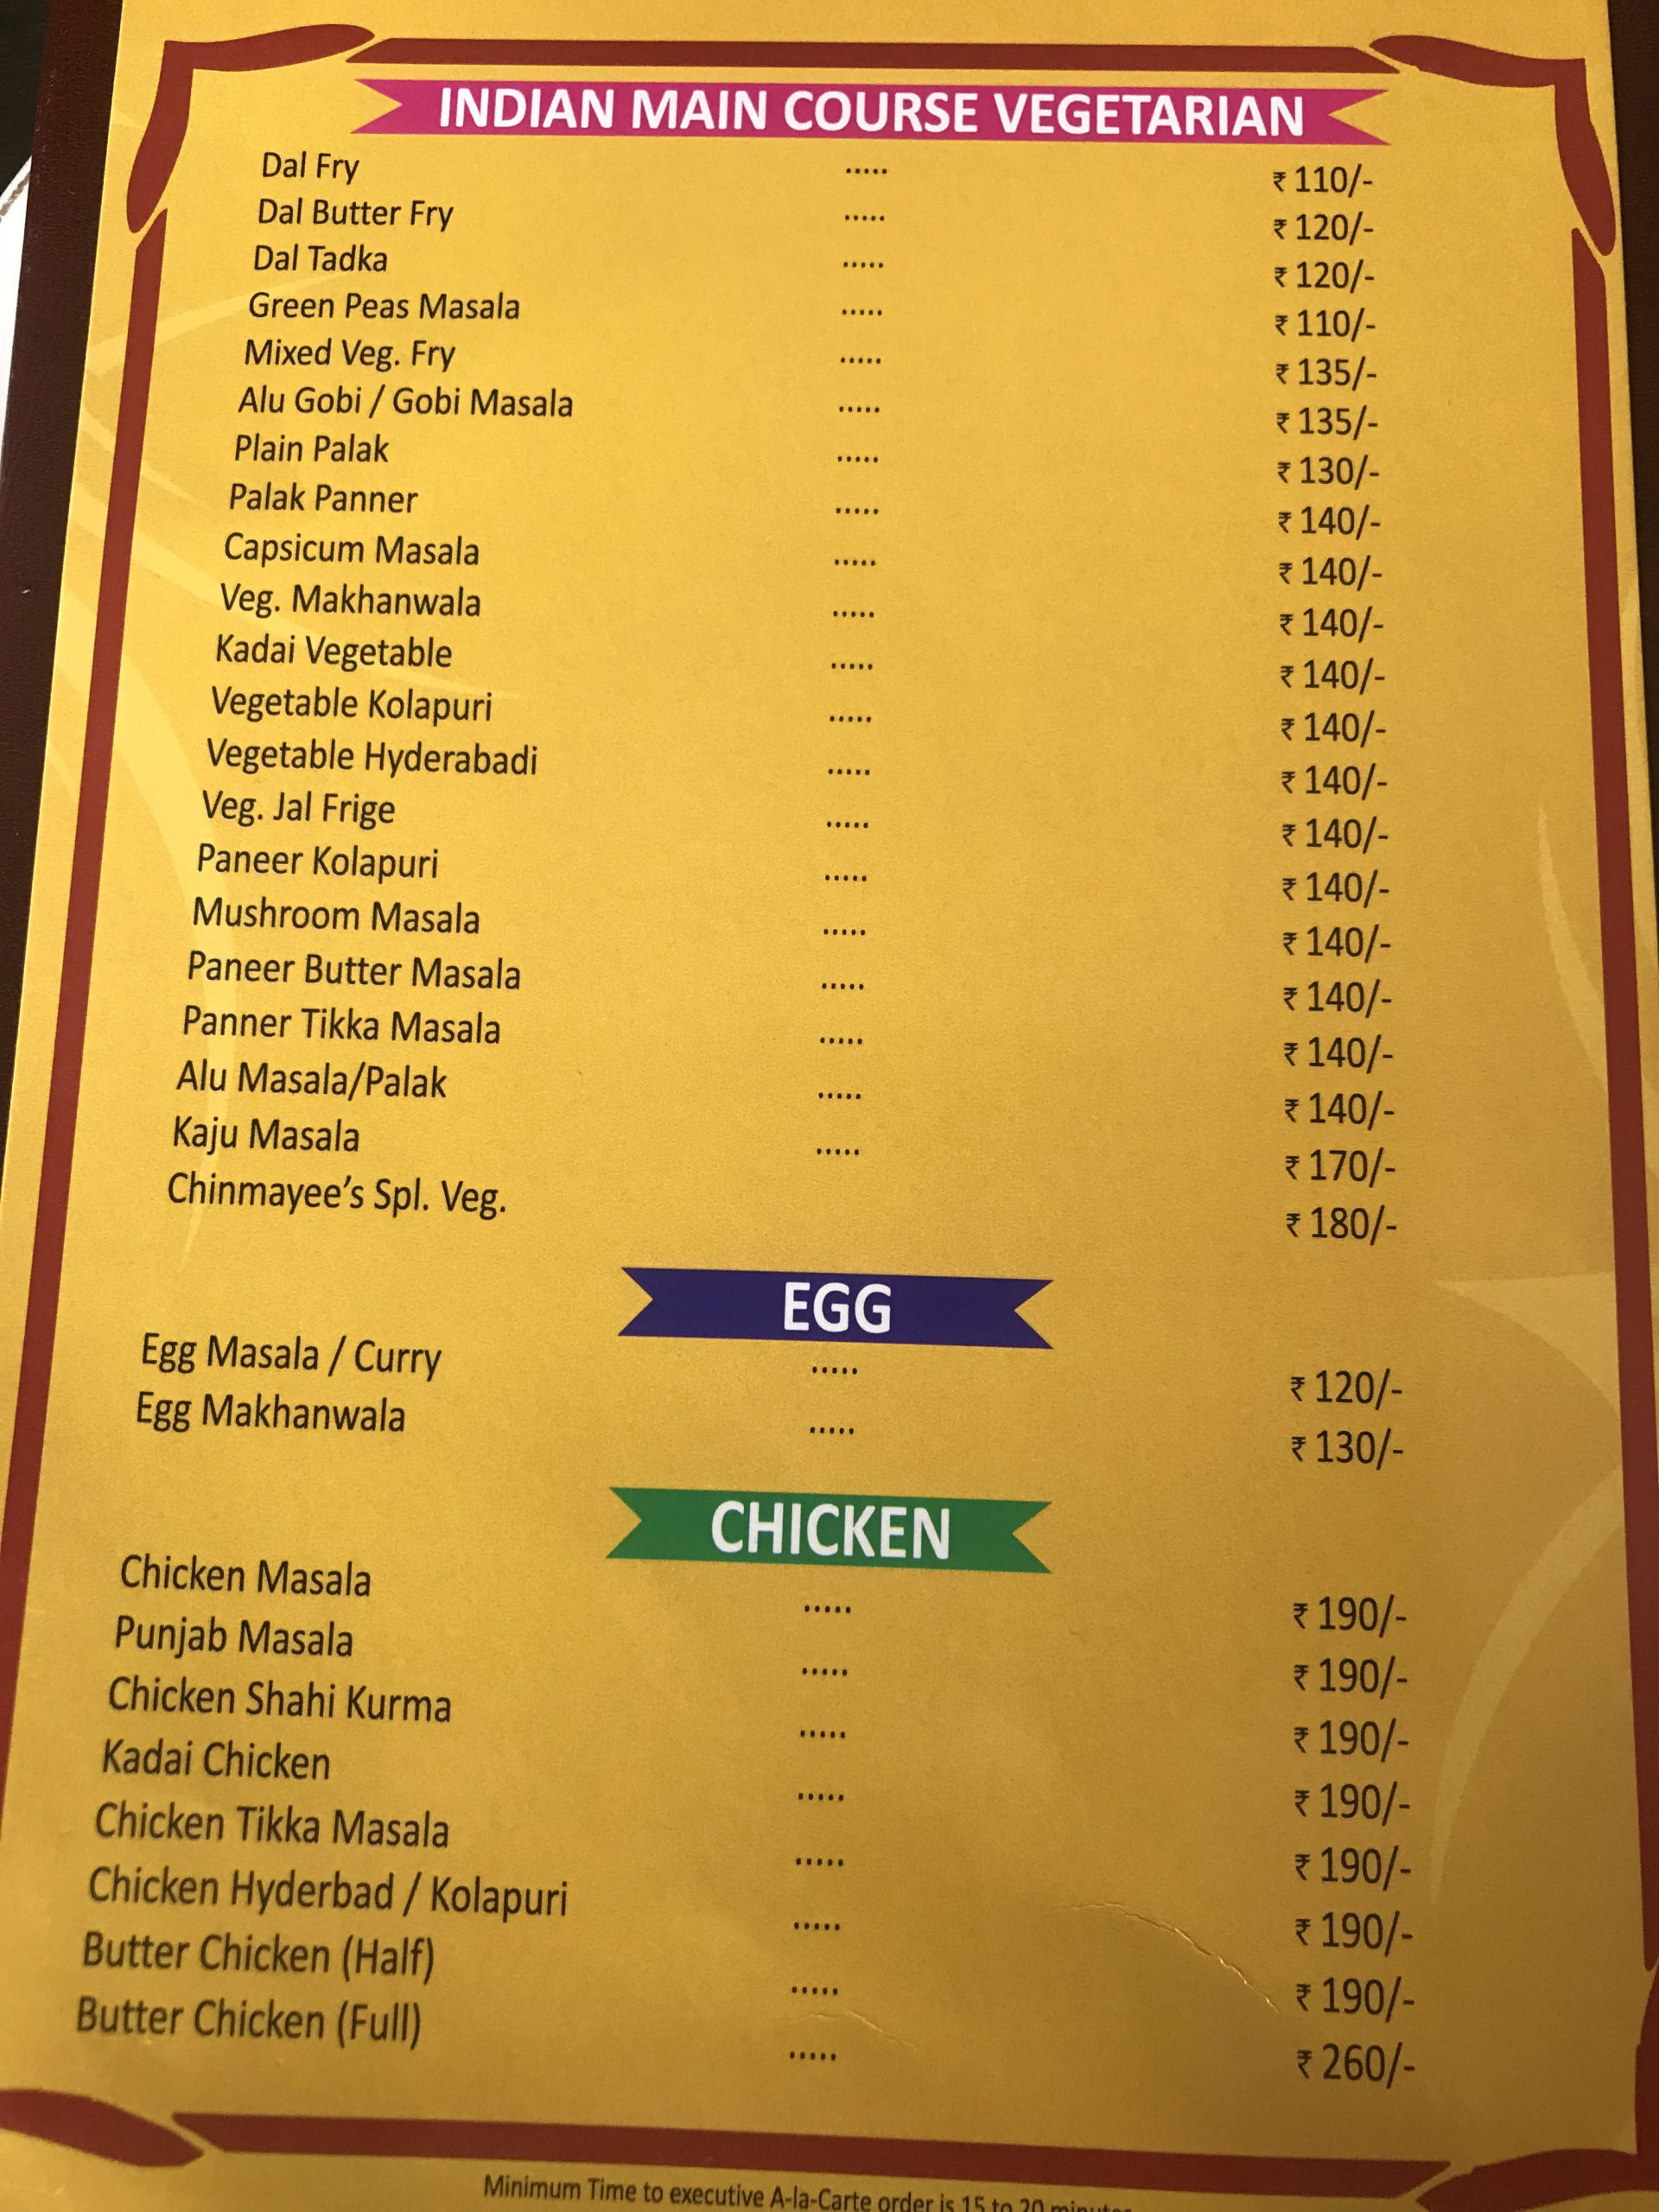 INDIAN MAIN COURSE VEGETARIAN
Dal Fry ..... ₹ 110/-
Dal Butter Fry ..... ₹ 120/-
Dal Tadka ..... ₹ 120/-
Green Peas Masala ..... ₹ 110/-
Mixed Veg. Fry ..... ₹ 135/-
Alu Gobi / Gobi Masala ..... ₹ 135/-
Plain Palak ..... ₹ 130/-
Palak Panner ..... ₹ 140/-
Capsicum Masala ..... ₹ 140/-
Veg. Makhanwala ..... ₹ 140/-
Kadai Vegetable ..... ₹ 140/-
Vegetable Kolapuri ..... ₹ 140/-
Vegetable Hyderabadi ..... ₹ 140/-
Veg. Jal Frige ..... ₹ 140/-
Paneer Kolapuri ..... ₹ 140/-
Mushroom Masala ..... ₹ 140/-
Paneer Butter Masala ..... ₹ 140/-
Panner Tikka Masala ..... ₹ 140/-
Alu Masala/Palak ..... ₹ 140/-
Kaju Masala ..... ₹ 170/-
Chinmayee's Spl. Veg. ₹ 180/-
EGG
Egg Masala / Curry ..... ₹ 120/-
Egg Makhanwala ..... ₹ 130/-
CHICKEN
Chicken Masala ..... ₹ 190/-
Punjab Masala ..... ₹ 190/-
Chicken Shahi Kurma ..... ₹ 190/-
Kadai Chicken ..... ₹ 190/-
Chicken Tikka Masala ..... ₹ 190/-
Chicken Hyderbad / Kolapuri ..... ₹ 190/-
Butter Chicken (Half) ..... ₹ 190/-
Butter Chicken (Full) ..... ₹ 260/-
Minimum Time to executive A-la-Carte order is 15 to 20 minutes